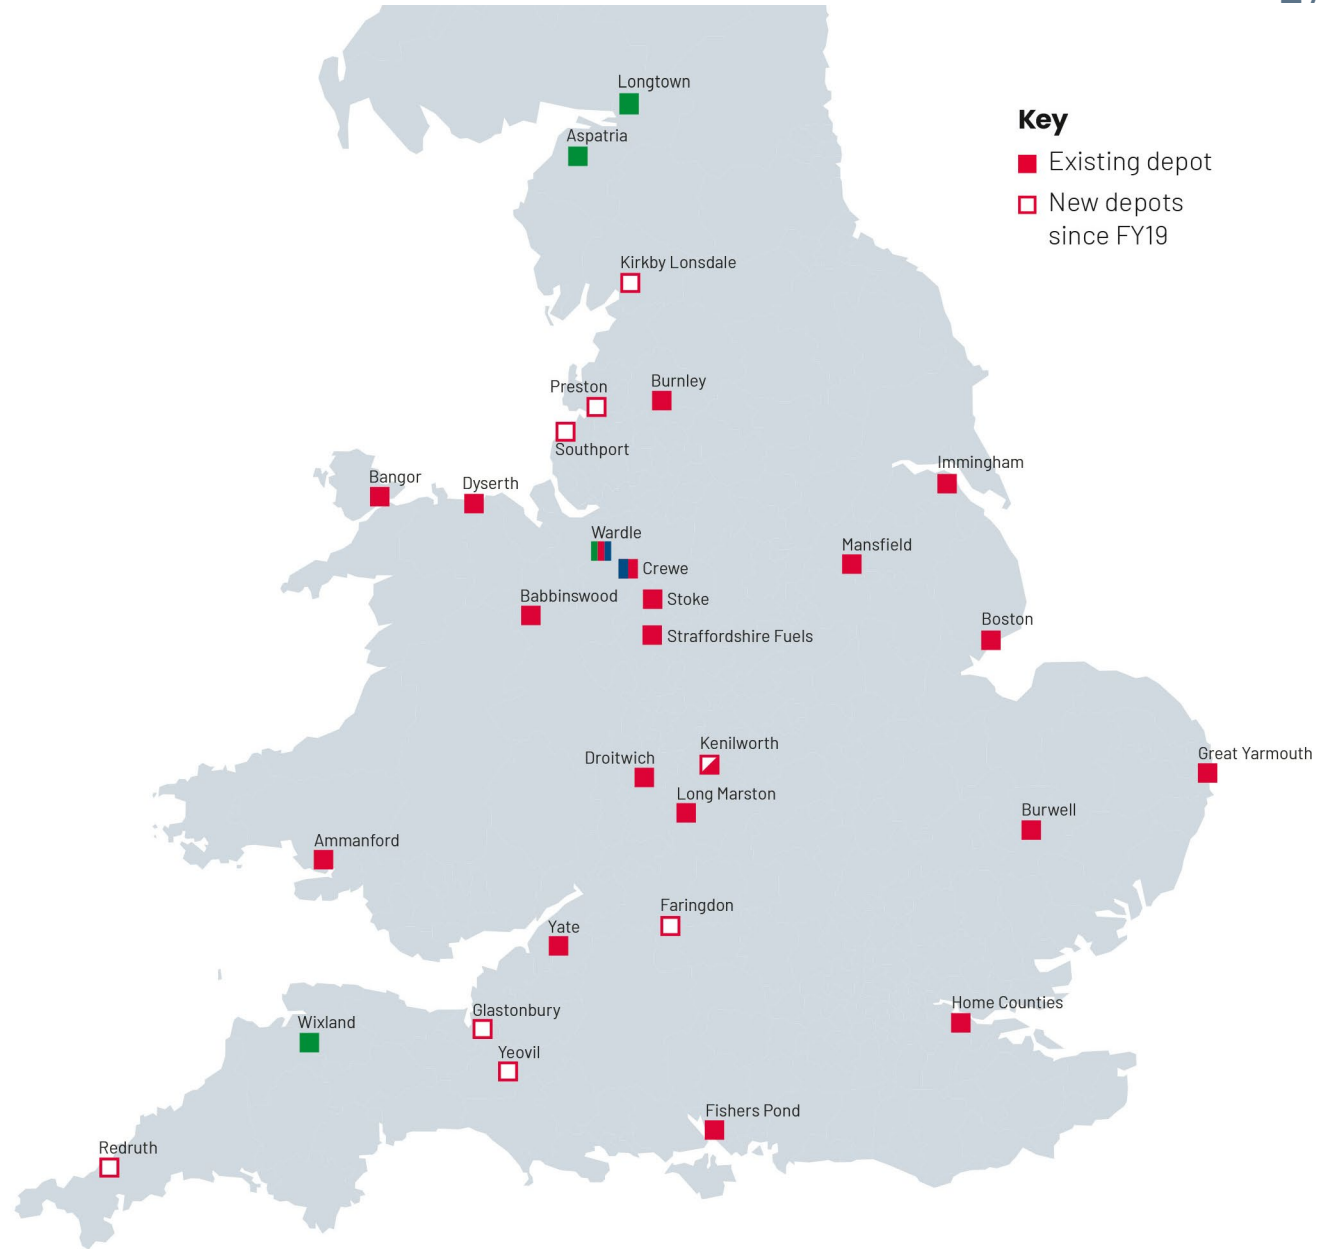 Longtown
Aspatria
Key
Existing depot
New depots
since FY19
Kirkby Lonsdale
Preston
Burnley
Southport
Bangor
Dyserth
Immingham
Wardle
Crewe
Mansfield
Babbinswood
Stoke
Straffordshire Fuels
Boston
Kenilworth
Droitwich
Great Yarmouth
Long Marston
Burwell
Ammanford
Faringdon
Yate
Home Counties
Glastonbury
Wixland
Yeovil
Fishers Pond
Redruth